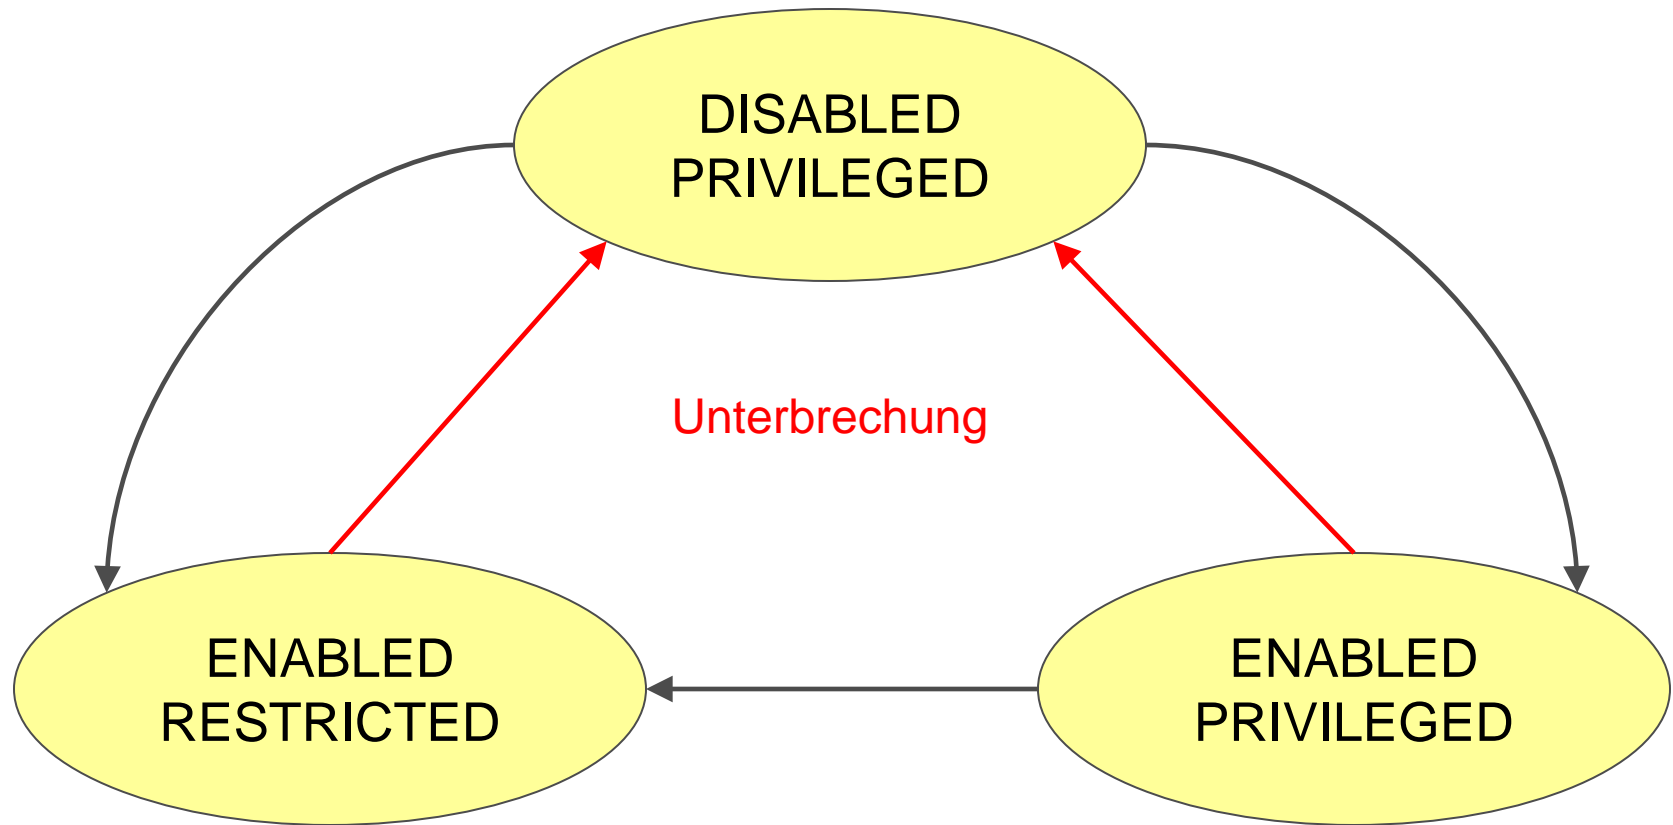 DISABLED
PRIVILEGED
Unterbrechung
ENABLED
RESTRICTED
ENABLED
PRIVILEGED